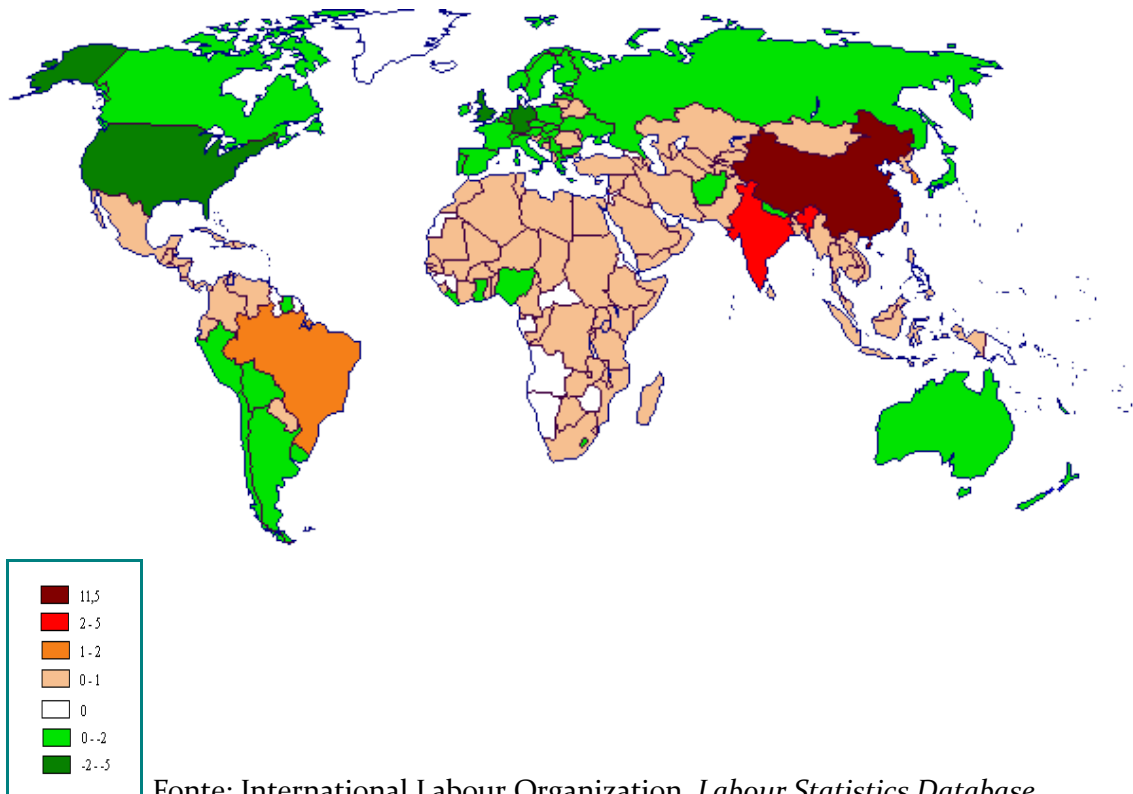 11,5
2 - 5
1 - 2
0 - 1
0
0 - -2
-2 - -5
Fonte: International Labour Organization, Labour Statistics Database